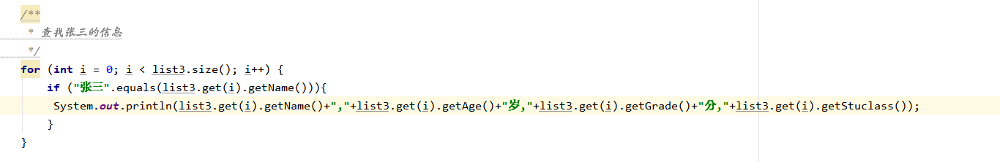 /**
 * 查找张三的信息
 */
for (int i = 0; i < list3.size(); i++) {
    if ("张三".equals(list3.get(i).getName())){
     System.out.println(list3.get(i).getName()+","+list3.get(i).getAge()+"岁,"+list3.get(i).getGrade()+"分,"+list3.get(i).getStuclass());
    }
}